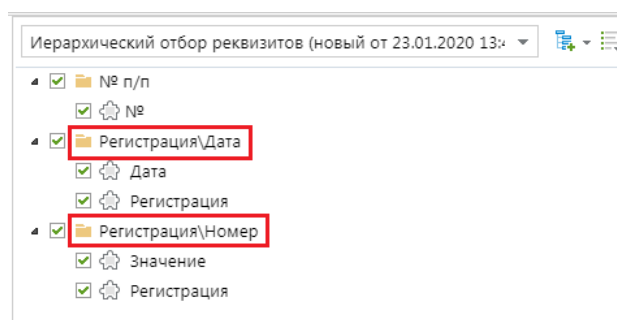 Иерархический отбор реквизитов (новый от 23.01.2020 13:
№ п/п
№
Регистрация\Дата
Дата
Регистрация
Регистрация\Номер
Значение
Регистрация